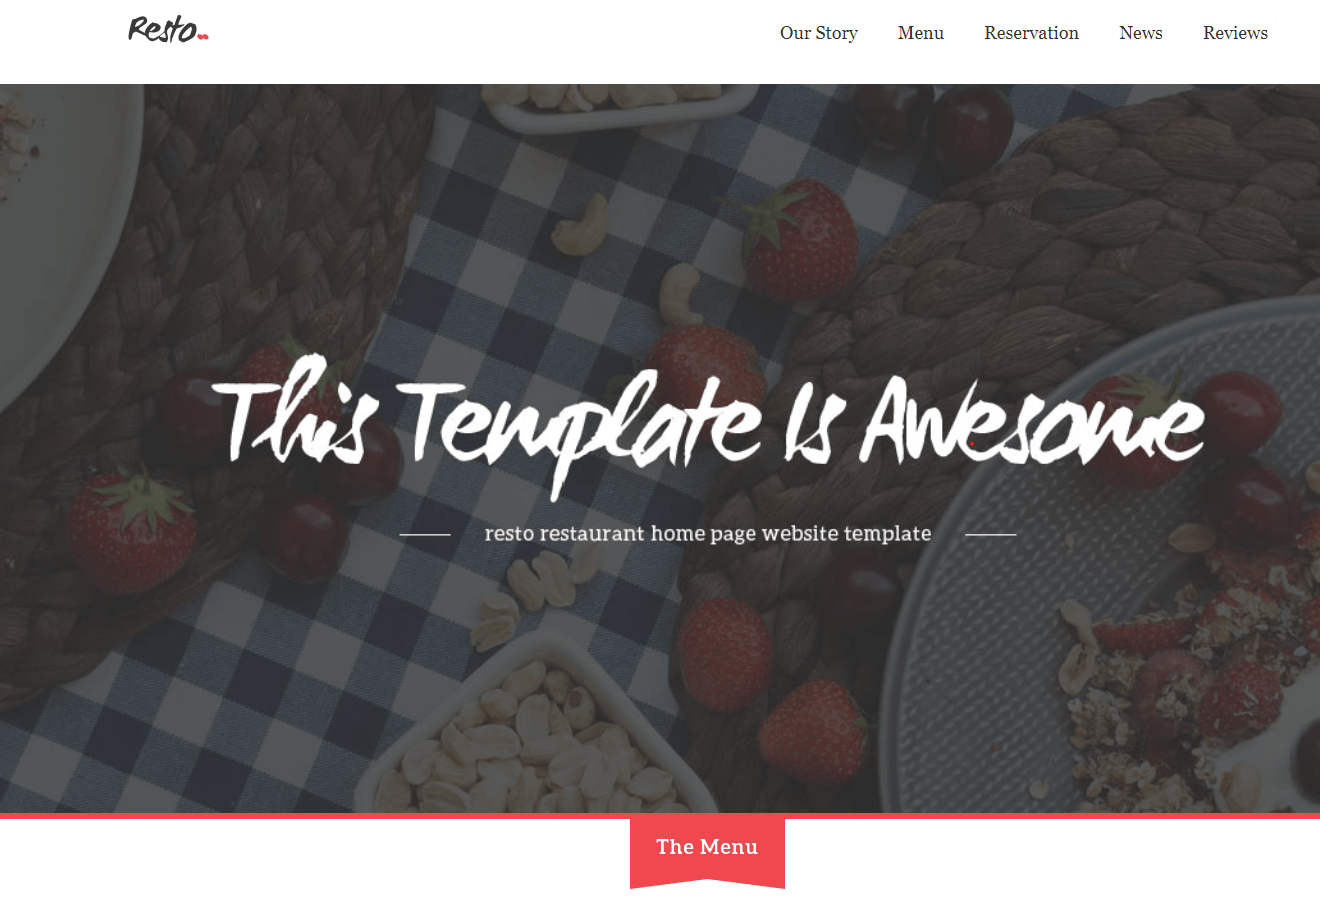 Resto
Our Story Menu Reservation News Reviews
This Template Is Awesome
resto restaurant home page website template
The Menu